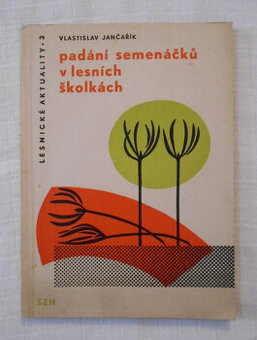 LESNICKÉ AKTUALITY • 3
VLASTISLAV JANČAŘÍK
padání semenáčků
v lesních
školkách
SZN